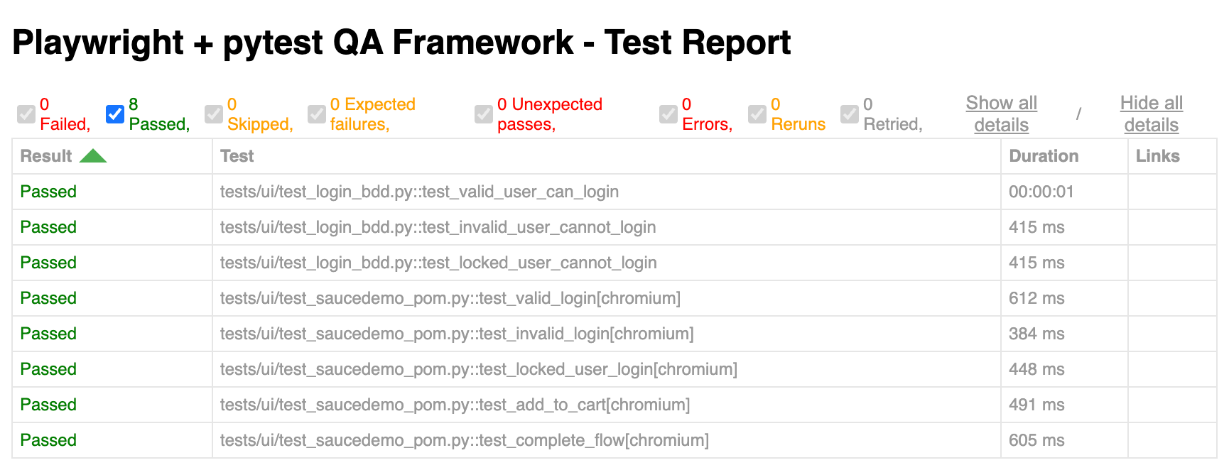 Playwright + pytest QA Framework - Test Report
0 Failed, 8 Passed, 0 Skipped, 0 Expected failures, 0 Unexpected passes, 0 Errors, 0 Reruns 0 Retried, Show all details / Hide all details
Result Test Duration Links
Passed tests/ui/test_login_bdd.py::test_valid_user_can_login 00:00:01
Passed tests/ui/test_login_bdd.py::test_invalid_user_cannot_login 415 ms
Passed tests/ui/test_login_bdd.py::test_locked_user_cannot_login 415 ms
Passed tests/ui/test_saucedemo_pom.py::test_valid_login[chromium] 612 ms
Passed tests/ui/test_saucedemo_pom.py::test_invalid_login[chromium] 384 ms
Passed tests/ui/test_saucedemo_pom.py::test_locked_user_login[chromium] 448 ms
Passed tests/ui/test_saucedemo_pom.py::test_add_to_cart[chromium] 491 ms
Passed tests/ui/test_saucedemo_pom.py::test_complete_flow[chromium] 605 ms